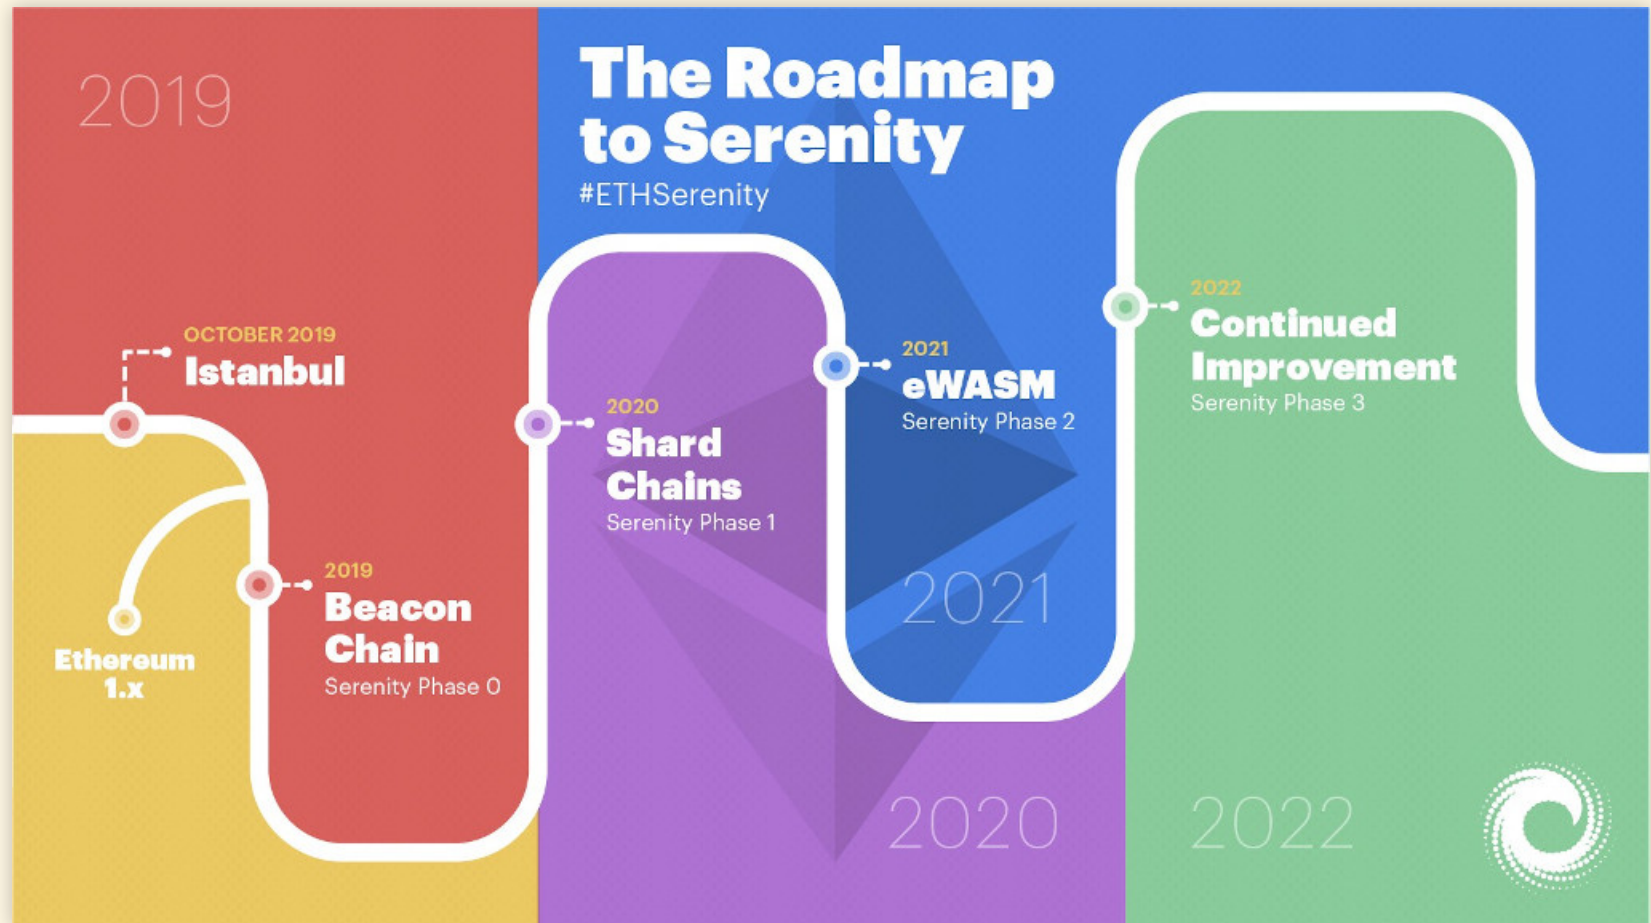 2019
The Roadmap
to Serenity
#ETHSerenity
OCTOBER 2019
Istanbul
Ethereum
1.x
2019
Beacon
Chain
Serenity Phase 0
2020
Shard
Chains
Serenity Phase 1
2021
eWASM
Serenity Phase 2
2021
2020
2022
Continued
Improvement
Serenity Phase 3
2022